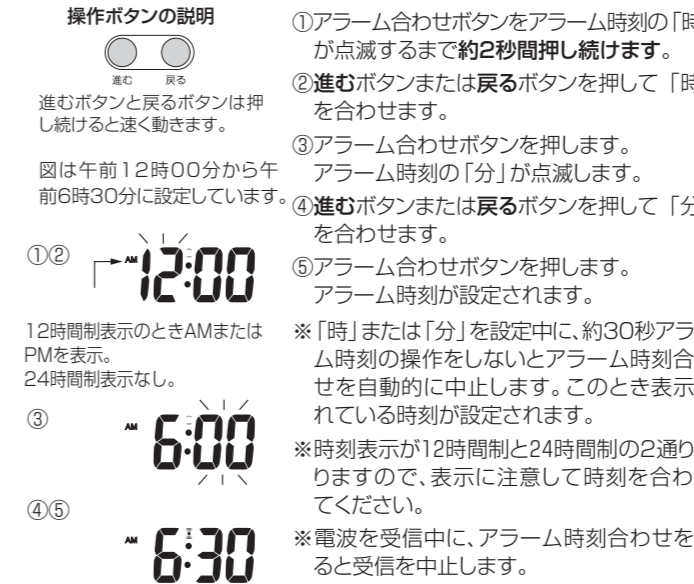 操作ボタンの説明
進む 戻る
進むボタンと戻るボタンは押
し続けると速く動きます。
図は午前12時00分から午
前6時30分に設定しています。
①②
AM 12:00
12時間制表示のときAMまたは
PMを表示。
24時間制表示なし。
③
AM 6:00
④⑤
AM 6:30
①アラーム合わせボタンをアラーム時刻の「時
が点滅するまで約2秒間押し続けます。
②進むボタンまたは戻るボタンを押して「時
を合わせます。
③アラーム合わせボタンを押します。
アラーム時刻の「分」が点滅します。
④進むボタンまたは戻るボタンを押して「分
を合わせます。
⑤アラーム合わせボタンを押します。
アラーム時刻が設定されます。
※「時」または「分」を設定中に、約30秒アラ
ム時刻の操作をしないとアラーム時刻合
せを自動的に中止します。このとき表示
れている時刻が設定されます。
※時刻表示が12時間制と24時間制の2通り
りますので、表示に注意して時刻を合わ
てください。
※電波を受信中に、アラーム時刻合わせを
ると受信を中止します。